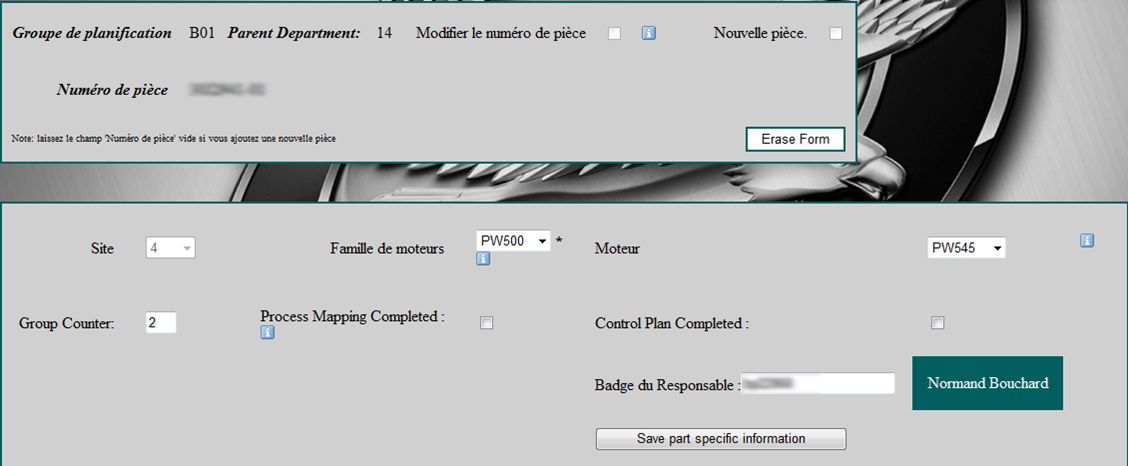 Groupe de planification B01 Parent Department: 14 Modifier le numéro de pièce Nouvelle pièce.
Numéro de pièce
Note: laissez le champ 'Numéro de pièce' vide si vous ajoutez une nouvelle pièce
Erase Form
Site 4 Famille de moteurs PW500 * Moteur PW545
Group Counter: 2 Process Mapping Completed : Control Plan Completed :
Badge du Responsable : Normand Bouchard
Save part specific information